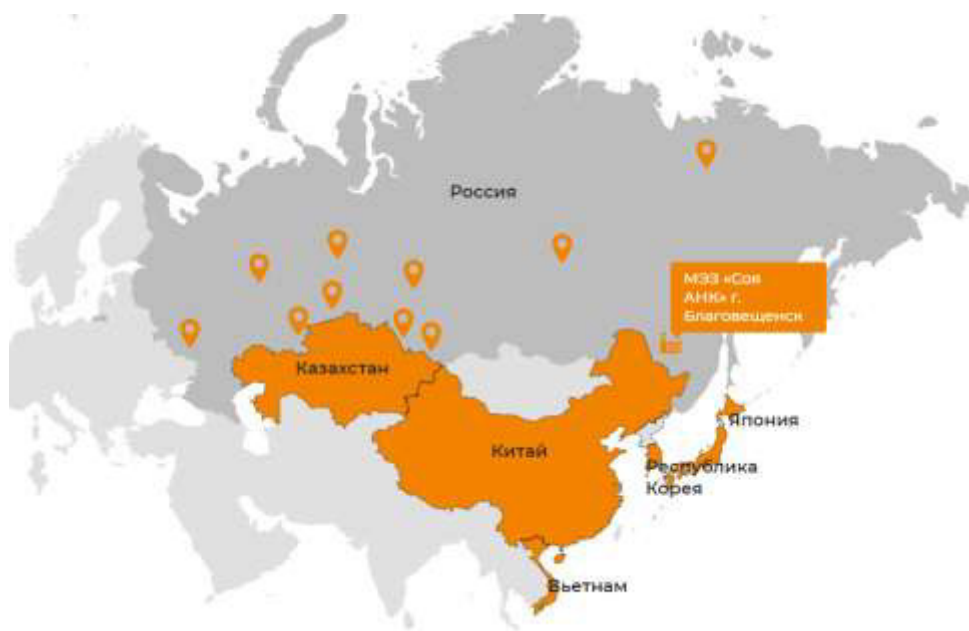 Россия
МЭЗ «Соя
АНК» г.
Благовещенск
Казахстан
Япония
Китай
Республика
Корея
Вьетнам